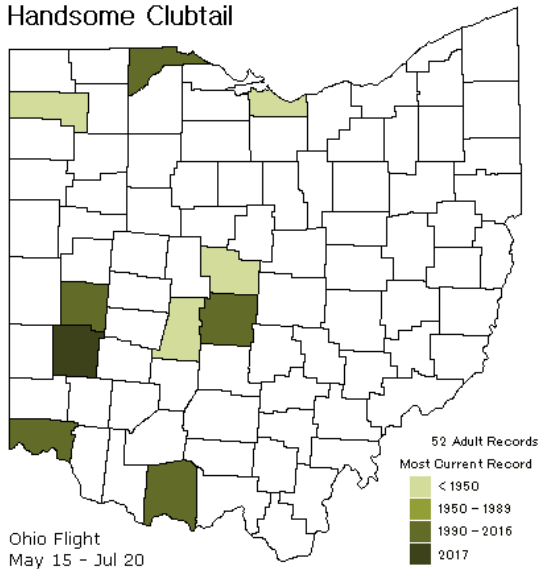 Handsome Clubtail
52 Adult Records
Most Current Record
< 1950
1950 - 1989
1990 - 2016
2017
Ohio Flight
May 15 - Jul 20